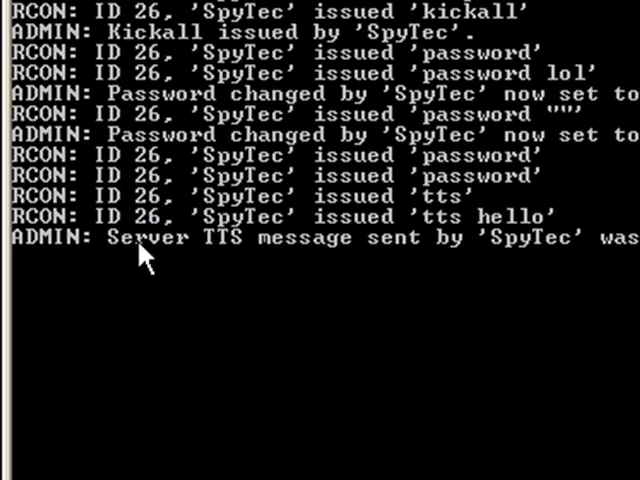 RCON: ID 26, 'SpyTec' issued 'kickall'
ADMIN: Kickall issued by 'SpyTec'.
RCON: ID 26, 'SpyTec' issued 'password'
RCON: ID 26, 'SpyTec' issued 'password lol'
ADMIN: Password changed by 'SpyTec' now set to
RCON: ID 26, 'SpyTec' issued 'password ""'
ADMIN: Password changed by 'SpyTec' now set to
RCON: ID 26, 'SpyTec' issued 'password'
RCON: ID 26, 'SpyTec' issued 'password'
RCON: ID 26, 'SpyTec' issued 'tts'
RCON: ID 26, 'SpyTec' issued 'tts hello'
ADMIN: Server TTS message sent by 'SpyTec' was